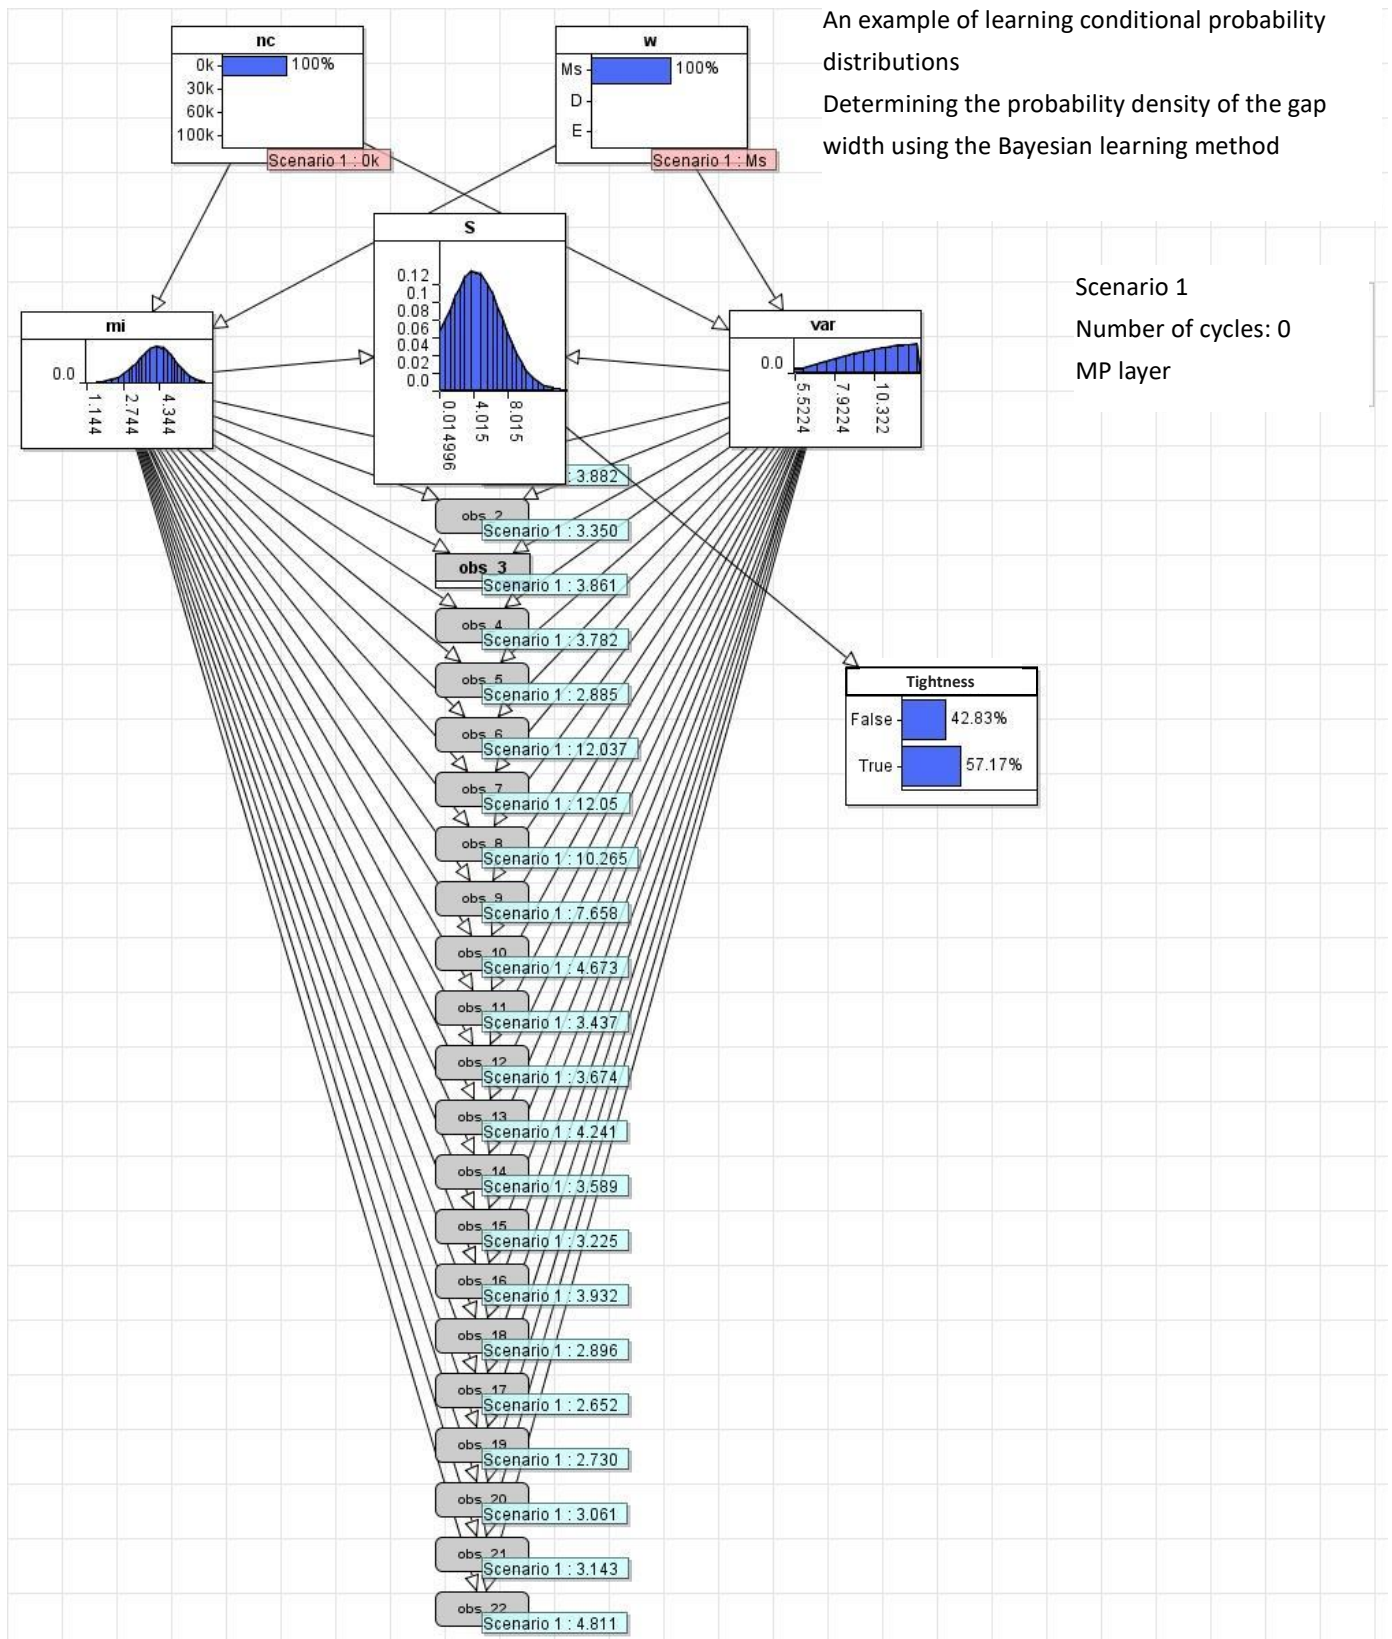 An example of learning conditional probability
distributions
Determining the probability density of the gap
width using the Bayesian learning method
nc
0k 100%
30k
60k
100k
Scenario 1 : 0k
w
Ms 100%
D
E
Scenario 1 : Ms
Scenario 1
Number of cycles: 0
MP layer
S
0.12
0.1
0.08
0.06
0.04
0.02
0.0
0.014996
4.015
8.015
mi
0.0
1.144
2.744
4.344
var
0.0
5.5224
7.9224
10.322
: 3.882
obs_2
Scenario 1 : 3.350
obs_3
Scenario 1 : 3.861
obs_4
Scenario 1 : 3.782
obs_5
Scenario 1 : 2.885
obs_6
Scenario 1 : 12.037
obs_7
Scenario 1 : 12.05
obs_8
Scenario 1 : 10.265
obs_9
Scenario 1 : 7.658
obs_10
Scenario 1 : 4.673
obs_11
Scenario 1 : 3.437
obs_12
Scenario 1 : 3.674
obs_13
Scenario 1 : 4.241
obs_14
Scenario 1 : 3.589
obs_15
Scenario 1 : 3.225
obs_16
Scenario 1 : 3.932
obs_18
Scenario 1 : 2.896
obs_17
Scenario 1 : 2.652
obs_19
Scenario 1 : 2.730
obs_20
Scenario 1 : 3.061
obs_21
Scenario 1 : 3.143
obs_22
Scenario 1 : 4.811
Tightness
False 42.83%
True 57.17%